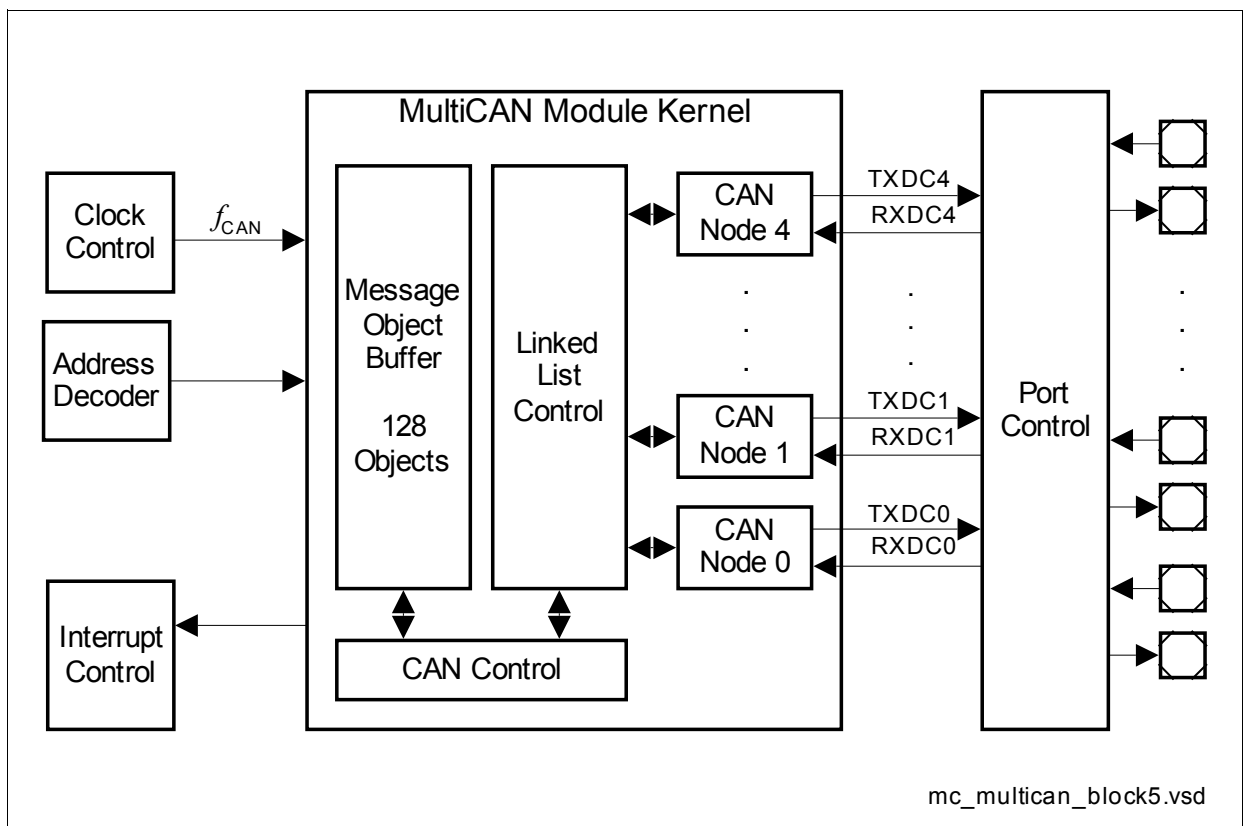 MultiCAN Module Kernel
Clock
Control
fCAN
Address
Decoder
Interrupt
Control
Message
Object
Buffer
128
Objects
Linked
List
Control
CAN Control
CAN
Node 4
CAN
Node 1
CAN
Node 0
TXDC4
RXDC4
TXDC1
RXDC1
TXDC0
RXDC0
Port
Control
mc_multican_block5.vsd